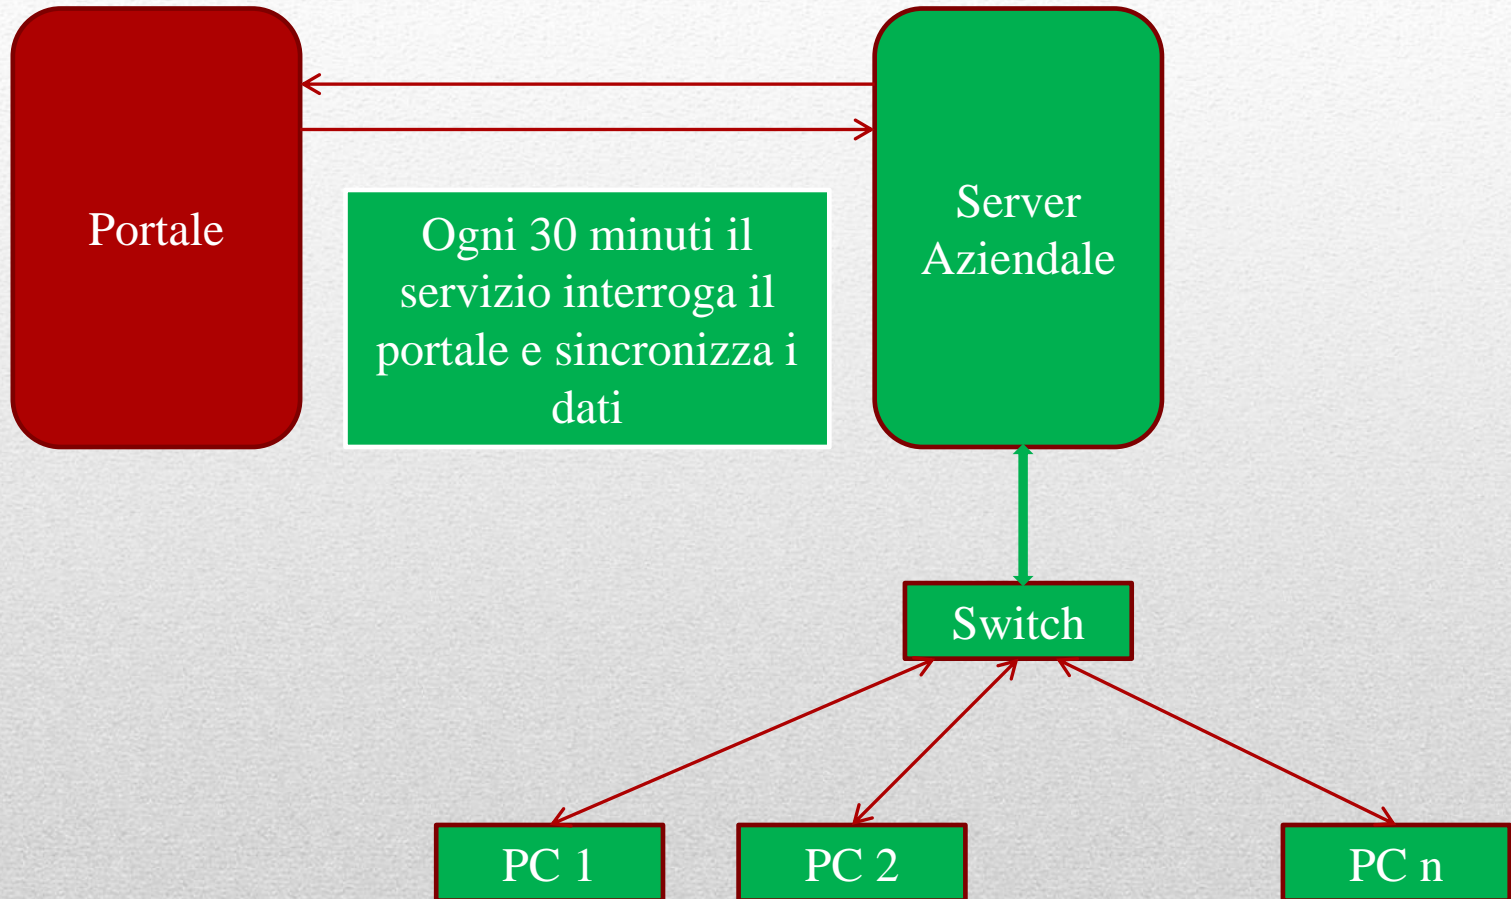 Portale
Ogni 30 minuti il
servizio interroga il
portale e sincronizza i
dati
Server
Aziendale
Switch
PC 1
PC 2
PC n